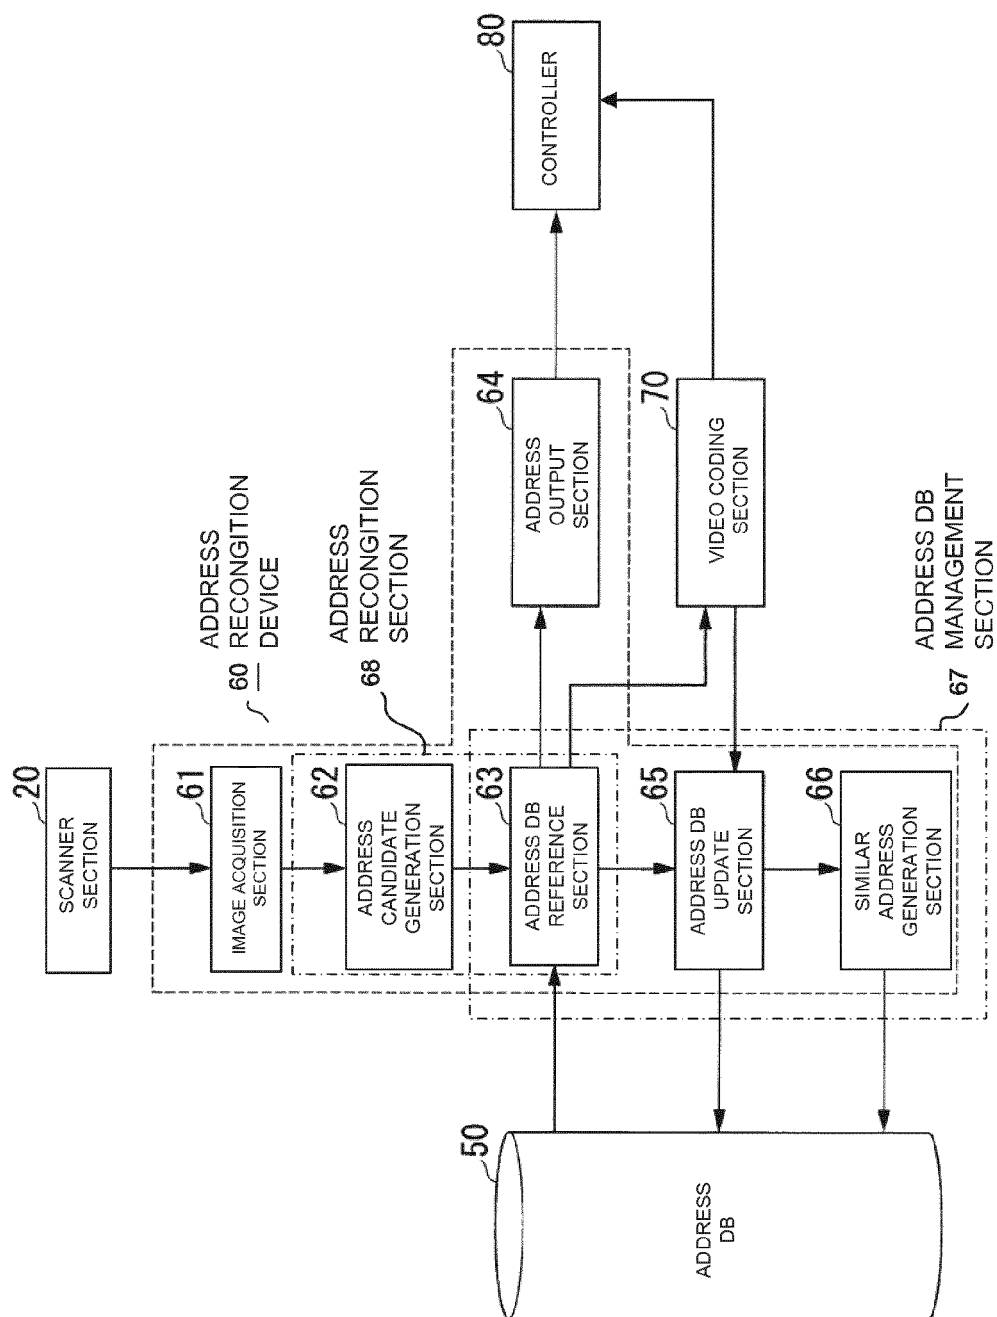 80
CONTROLLER
64
ADDRESS
OUTPUT
SECTION
70
VIDEO CODING
SECTION
ADDRESS
60 RECONGITION
DEVICE
ADDRESS
RECONGITION
SECTION
68
ADDRESS DB
MANAGEMENT
SECTION
67
20
SCANNER
SECTION
61
IMAGE ACQUISITION
SECTION
62
ADDRESS
CANDIDATE
GENERATION
SECTION
63
ADDRESS DB
REFERENCE
SECTION
65
ADDRESS DB
UPDATE
SECTION
66
SIMILAR
ADDRESS
GENERATION
SECTION
50
ADDRESS
DB